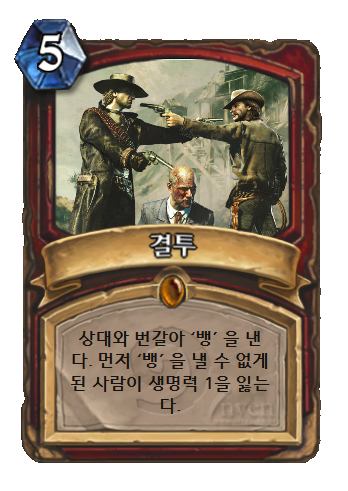 5
결투
상대와 번갈아 ‘뱅’ 을 낸
다. 먼저 ‘뱅’ 을 낼 수 없게
된 사람이 생명력 1을 잃는
다.